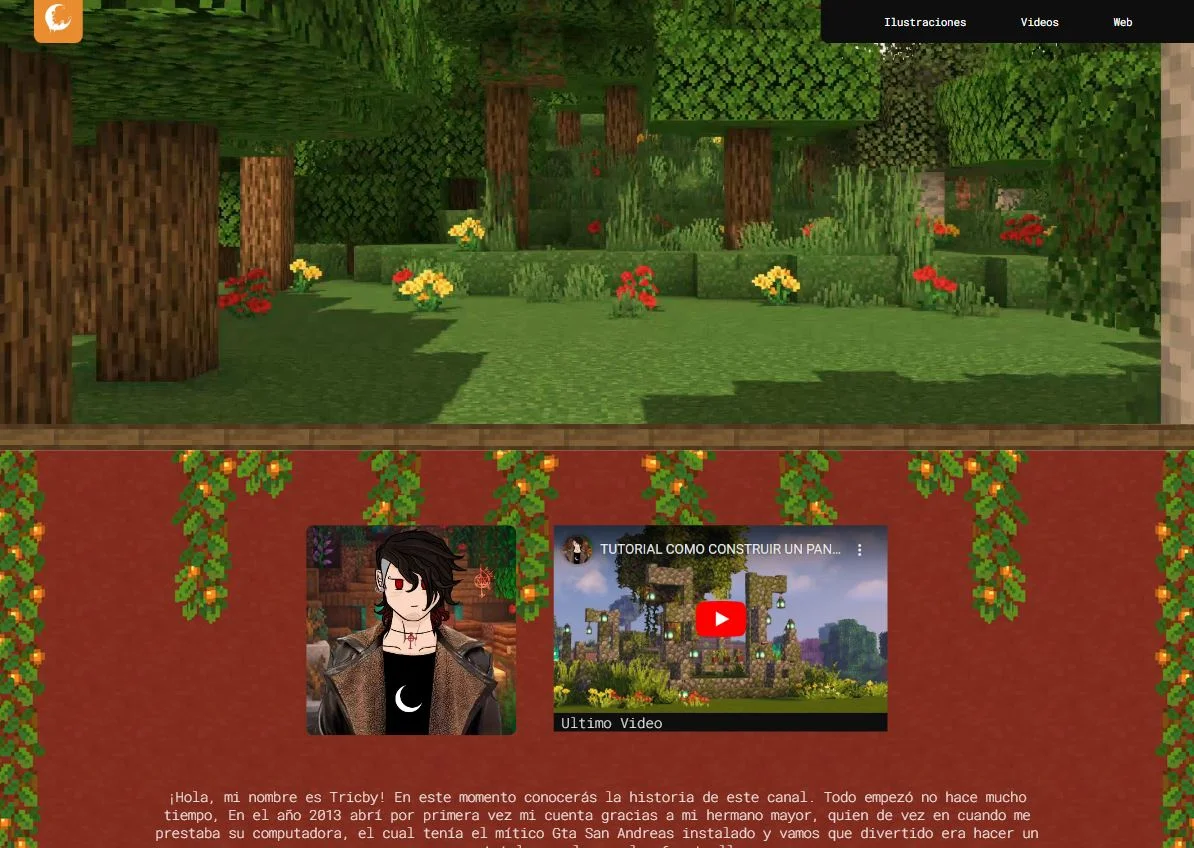 Ilustraciones Videos Web
TUTORIAL COMO CONSTRUIR UN PAN...
Ultimo Video
¡Hola, mi nombre es Tricby! En este momento conocerás la historia de este canal. Todo empezó no hace mucho
tiempo, En el año 2013 abrí por primera vez mi cuenta gracias a mi hermano mayor, quien de vez en cuando me
prestaba su computadora, el cual tenía el mítico Gta San Andreas instalado y vamos que divertido era hacer un